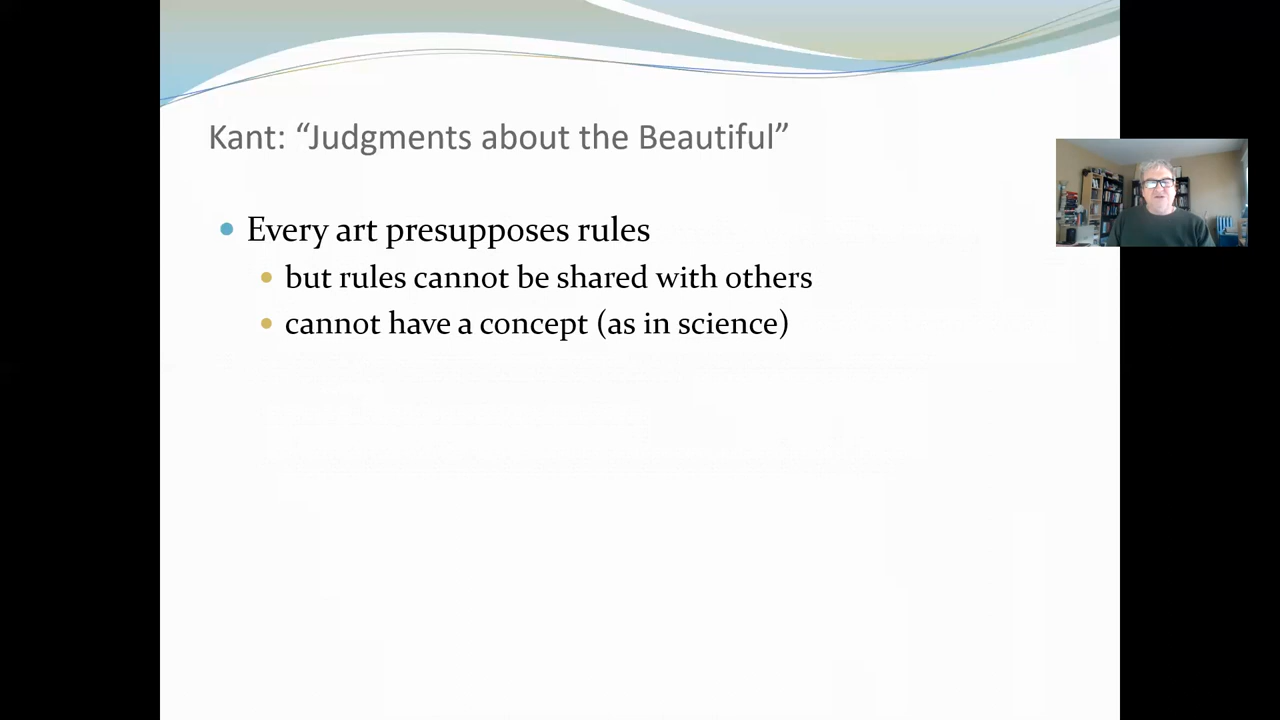 Kant: “Judgments about the Beautiful”
Every art presupposes rules
but rules cannot be shared with others
cannot have a concept (as in science)